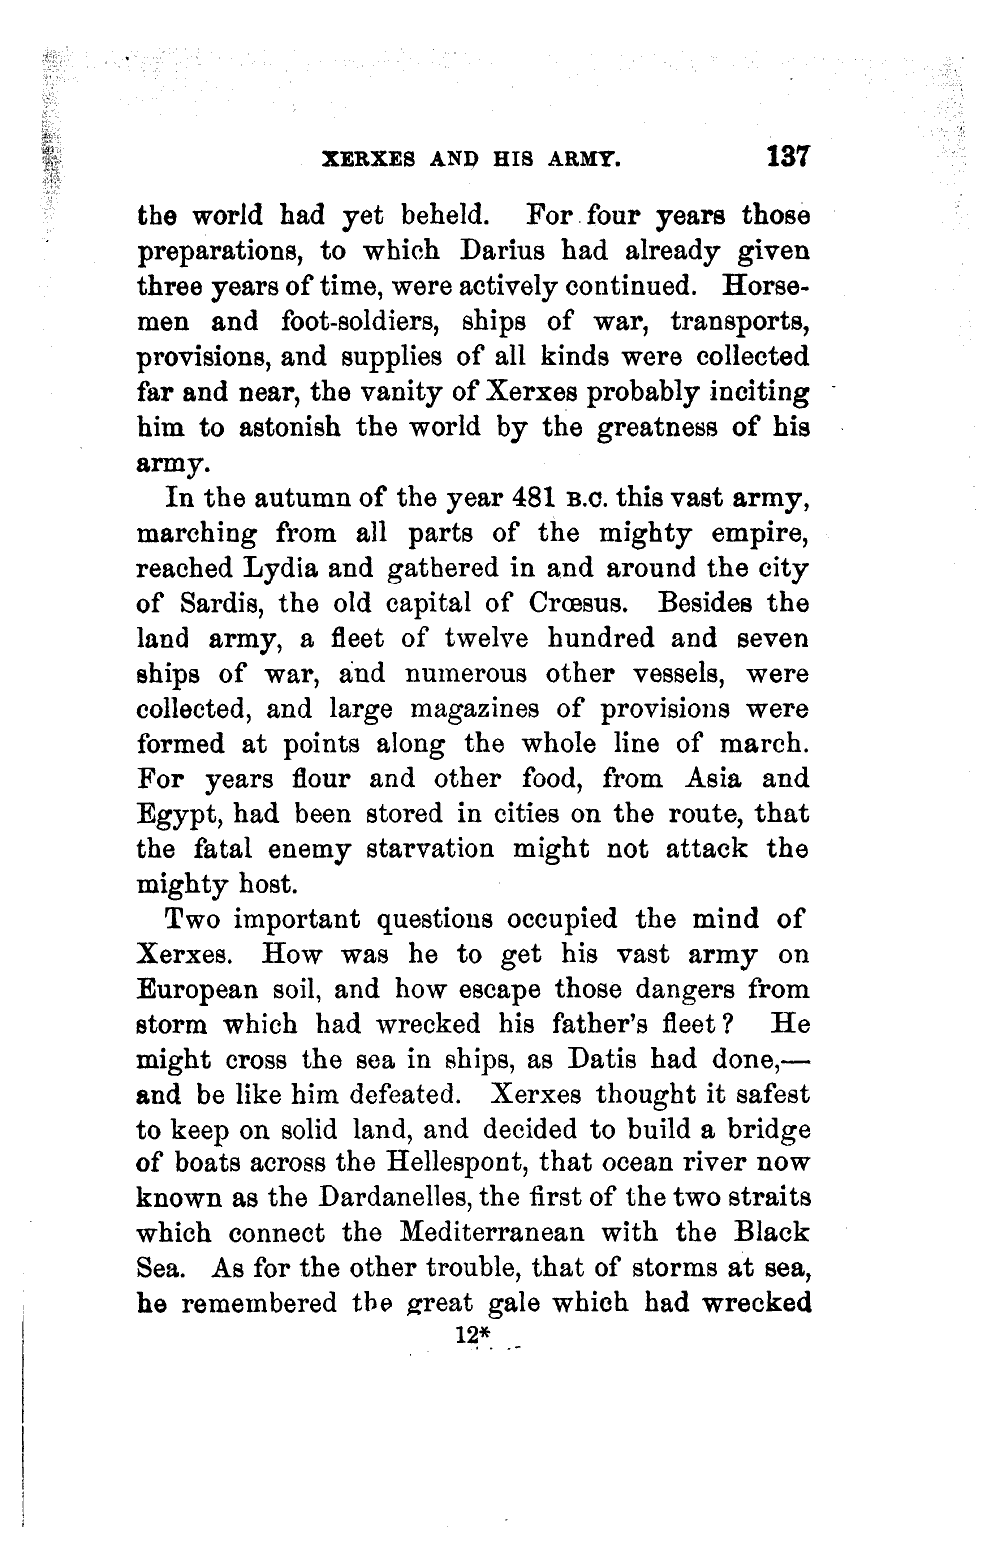 XERXES AND HIS ARMY. 137
the world had yet beheld. For four years those
preparations, to which Darius had already given
three years of time, were actively continued. Horse-
men and foot-soldiers, ships of war, transports,
provisions, and supplies of all kinds were collected
far and near, the vanity of Xerxes probably inciting
him to astonish the world by the greatness of his
army.
In the autumn of the year 481 B.C. this vast army,
marching from all parts of the mighty empire,
reached Lydia and gathered in and around the city
of Sardis, the old capital of Crœsus. Besides the
land army, a fleet of twelve hundred and seven
ships of war, and numerous other vessels, were
collected, and large magazines of provisions were
formed at points along the whole line of march.
For years flour and other food, from Asia and
Egypt, had been stored in cities on the route, that
the fatal enemy starvation might not attack the
mighty host.
Two important questions occupied the mind of
Xerxes. How was he to get his vast army on
European soil, and how escape those dangers from
storm which had wrecked his father's fleet? He
might cross the sea in ships, as Datis had done,—
and be like him defeated. Xerxes thought it safest
to keep on solid land, and decided to build a bridge
of boats across the Hellespont, that ocean river now
known as the Dardanelles, the first of the two straits
which connect the Mediterranean with the Black
Sea. As for the other trouble, that of storms at sea,
he remembered the great gale which had wrecked
12*